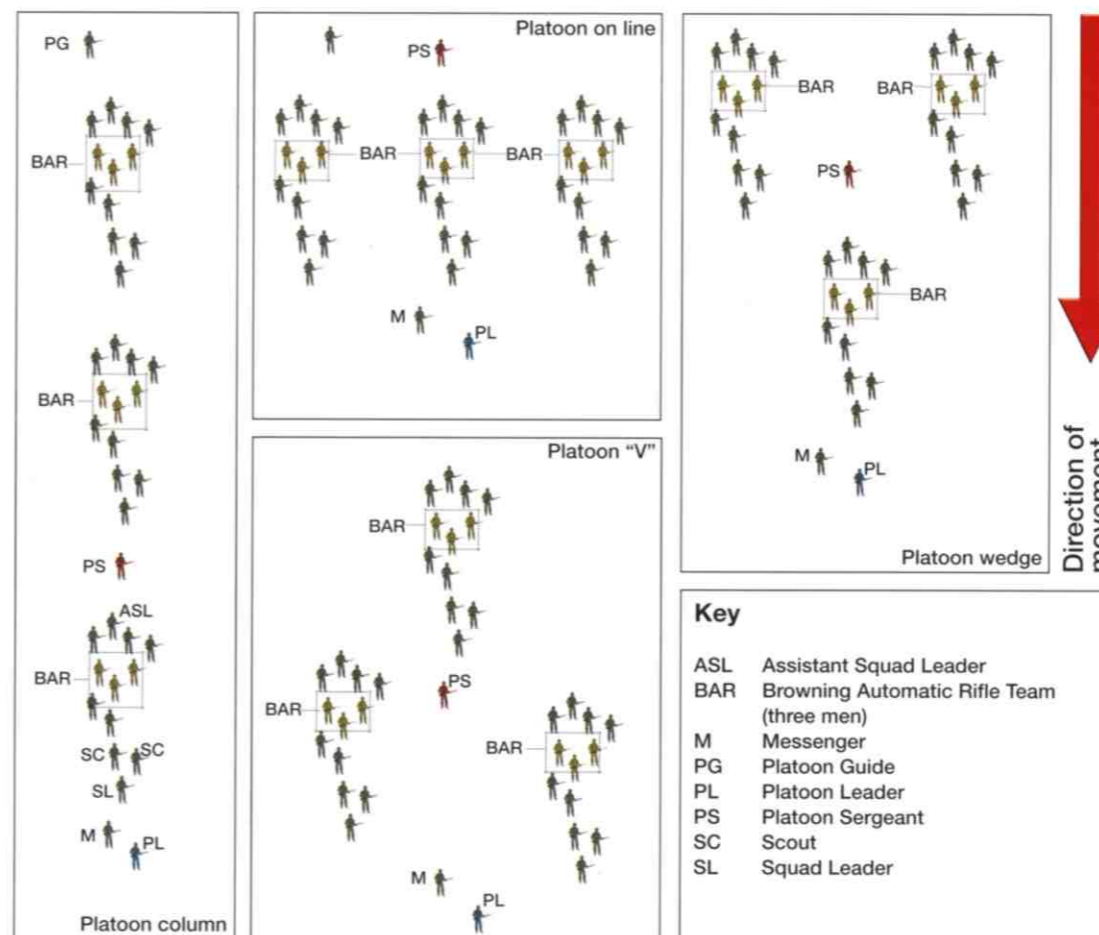 PG
BAR
BAR
PS
ASL
BAR
SC
SC
SL
M
PL
Platoon column
Platoon on line
PS
BAR
BAR
M
PL
Platoon “V”
BAR
BAR
PS
BAR
M
PL
BAR
BAR
PS
BAR
M
PL
Platoon wedge
Direction of
movement
Key
ASL Assistant Squad Leader
BAR Browning Automatic Rifle Team
(three men)
M Messenger
PG Platoon Guide
PL Platoon Leader
PS Platoon Sergeant
SC Scout
SL Squad Leader